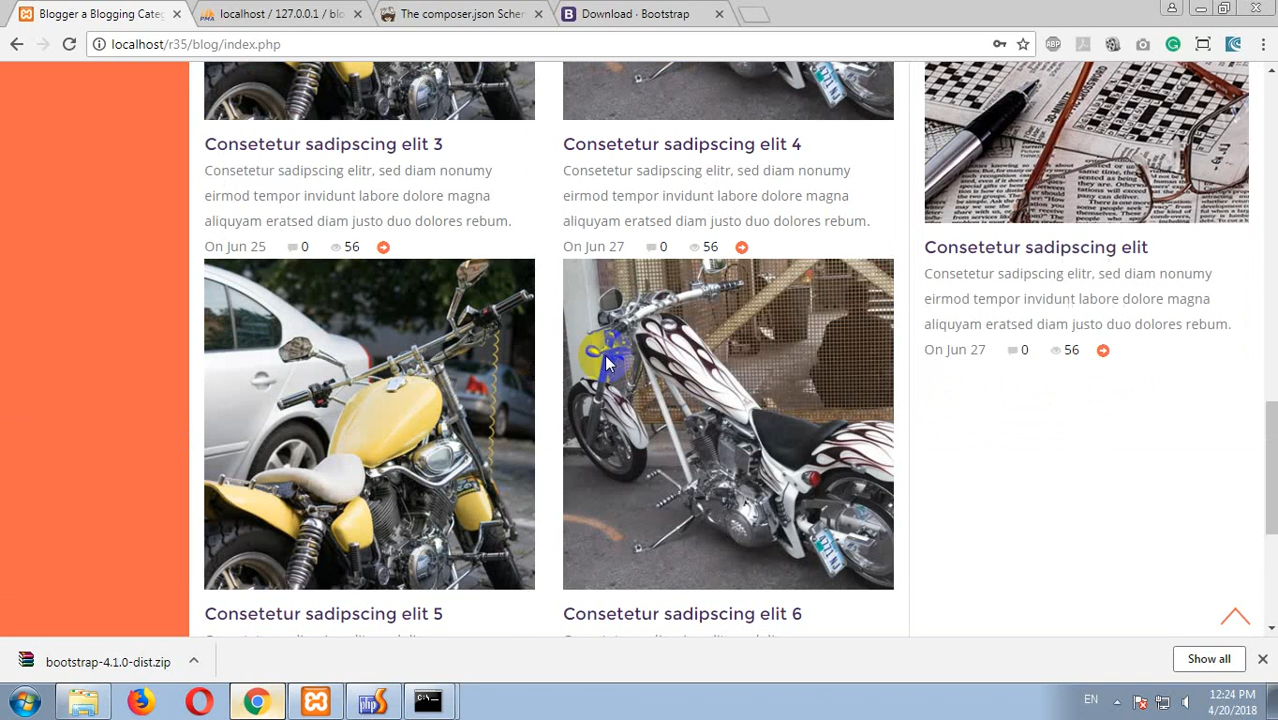 Blogger a Blogging Cate
localhost / 127.0.0.1 / blo
The composer.json Scher
Download · Bootstrap
localhost/r35/blog/index.php
ABP
Consetetur sadipscing elit 3
Consetetur sadipscing elitr, sed diam nonumy
eirmod tempor invidunt labore dolore magna
aliquyam eratsed diam justo duo dolores rebum.
On Jun 25 0 56
Consetetur sadipscing elit 4
Consetetur sadipscing elitr, sed diam nonumy
eirmod tempor invidunt labore dolore magna
aliquyam eratsed diam justo duo dolores rebum.
On Jun 27 0 56
30-MINUTE
CROSSWORD
Consetetur sadipscing elit
Consetetur sadipscing elitr, sed diam nonumy
eirmod tempor invidunt labore dolore magna
aliquyam eratsed diam justo duo dolores rebum.
On Jun 27 0 56
Consetetur sadipscing elit 5
Consetetur sadipscing elit 6
bootstrap-4.1.0-dist.zip
Show all
EN
12:24 PM
4/20/2018